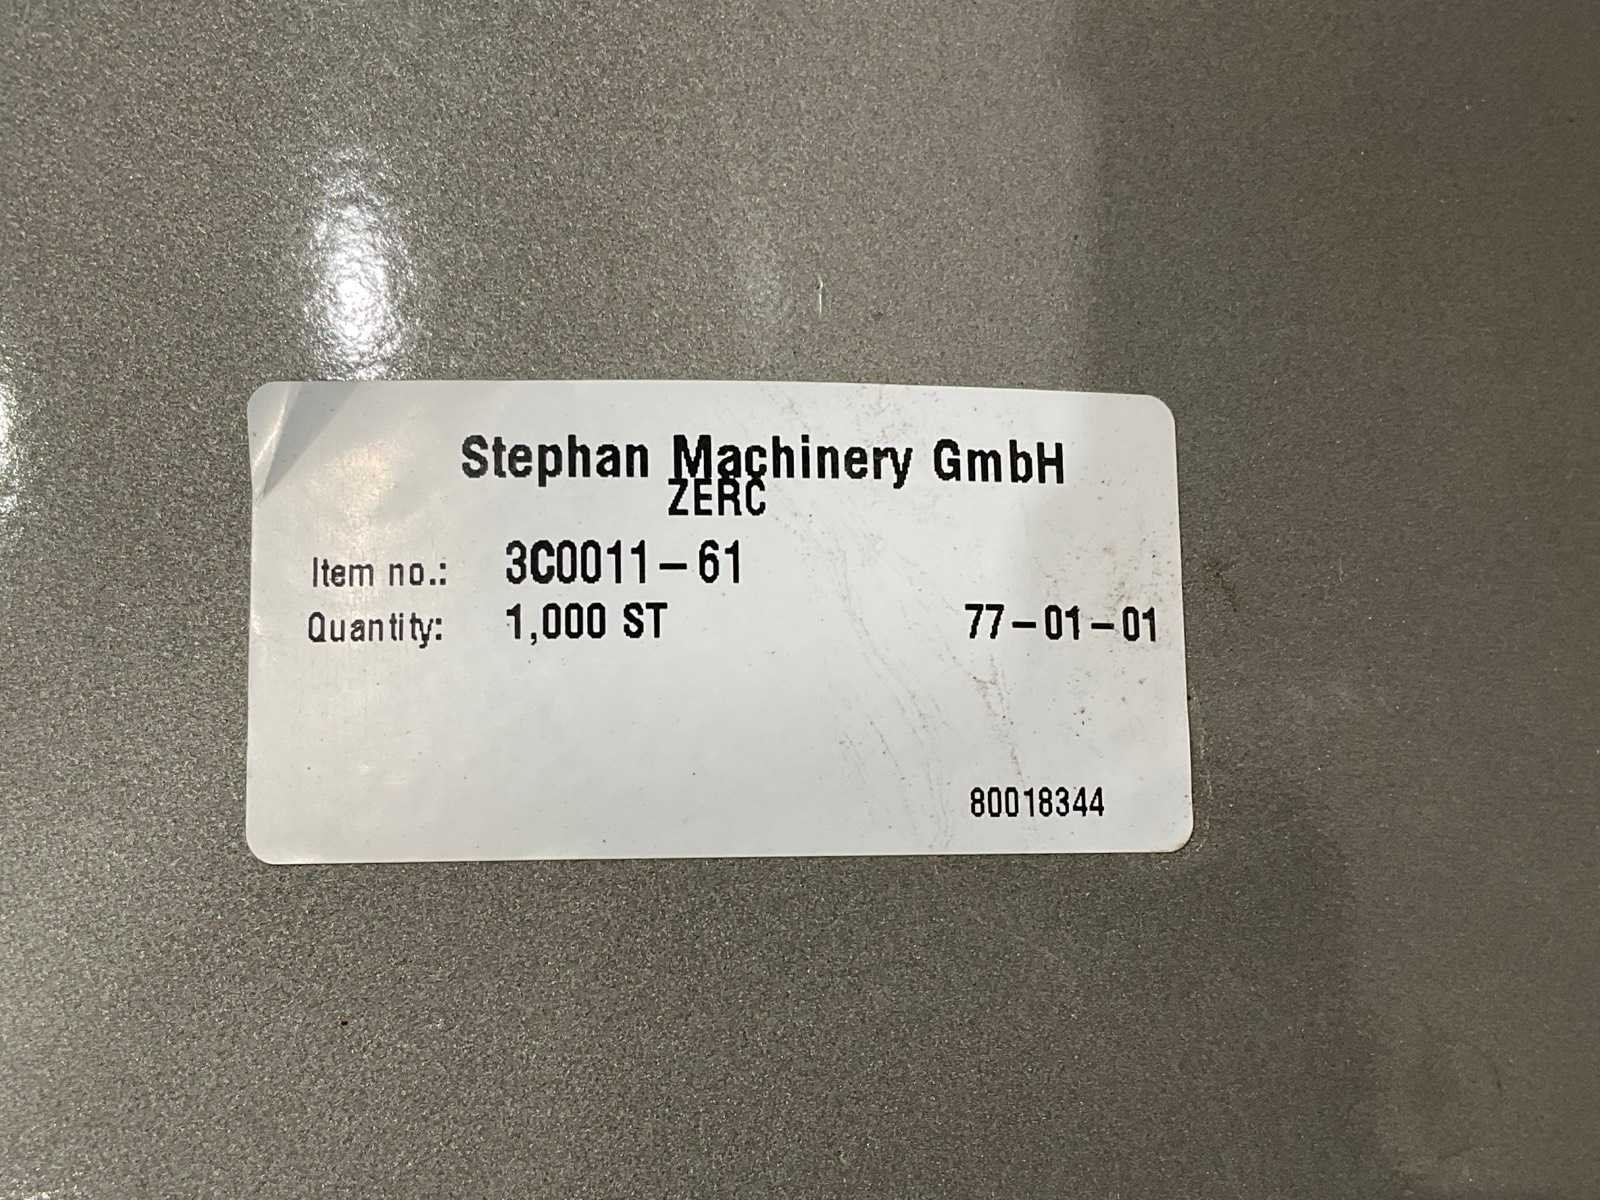 Stephan Machinery GmbH
ZERC
Item no.: 3C0011-61
Quantity: 1,000 ST 77-01-01
80018344